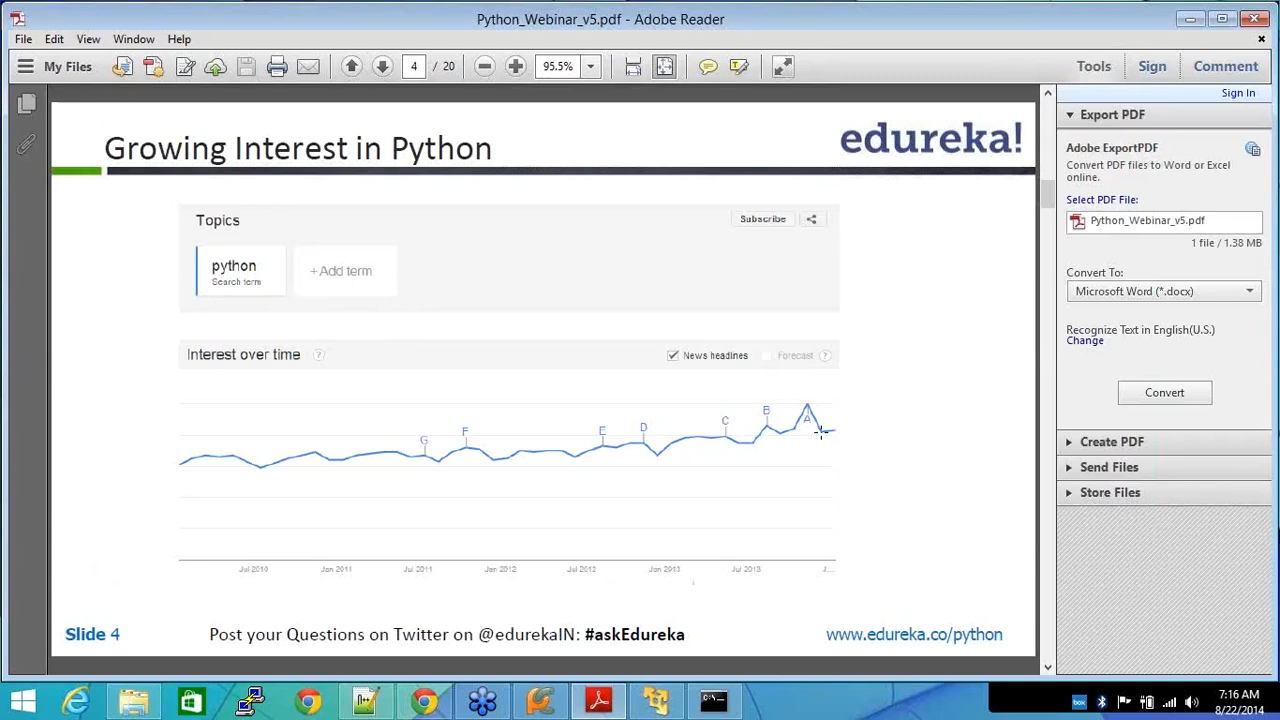 Python_Webinar_v5.pdf - Adobe Reader
File Edit View Window Help
My Files 4 / 20 95.5% Tools Sign Comment
Sign In
Growing Interest in Python
edureka!
Topics
Subscribe
python
Search term
+Add term
Interest over time ?
News headlines Forecast ?
G F E D C B A
Jul 2010 Jan 2011 Jul 2011 Jan 2012 Jul 2012 Jan 2013 Jul 2013 J...
Slide 4 Post your Questions on Twitter on @edurekaIN: #askEdureka www.edureka.co/python
Export PDF
Adobe ExportPDF
Convert PDF files to Word or Excel
online.
Select PDF File:
Python_Webinar_v5.pdf
1 file / 1.38 MB
Convert To:
Microsoft Word (*.docx)
Recognize Text in English(U.S.)
Change
Convert
Create PDF
Send Files
Store Files
box
7:16 AM
8/22/2014